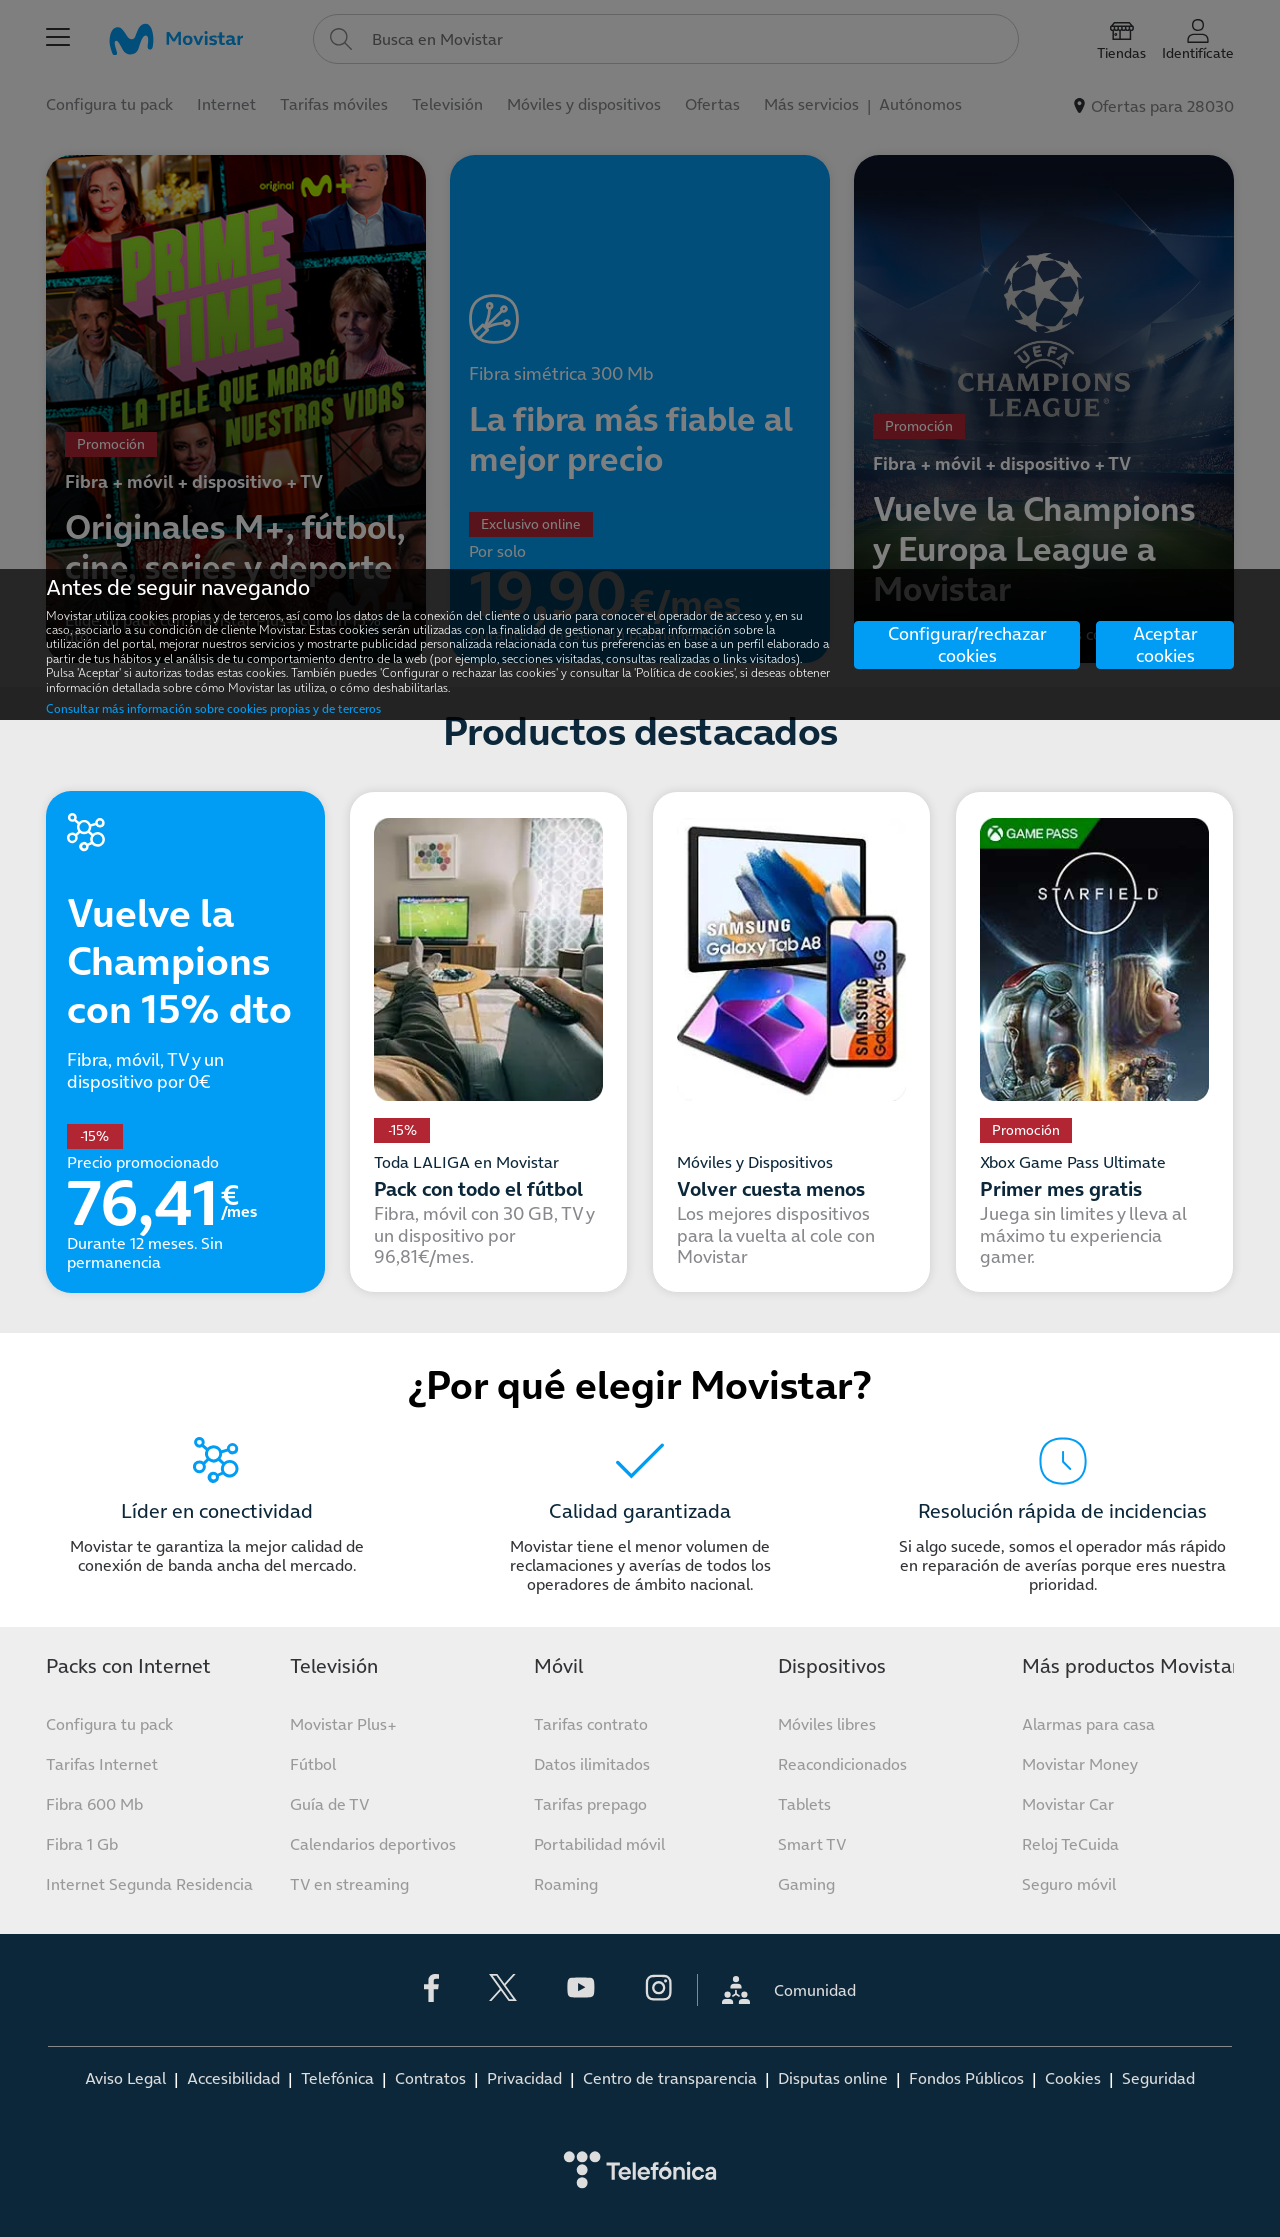 Movistar
Busca en Movistar
Tiendas
Identifícate
Configura tu pack
Internet
Tarifas móviles
Televisión
Móviles y dispositivos
Ofertas
Más servicios | Autónomos
Ofertas para 28030
original M+
PRIME
TIME
LA TELE QUE MARCÓ
NUESTRAS VIDAS
Promoción
Fibra + móvil + dispositivo + TV
Originales M+, fútbol,
cine, series y deporte
Fibra simétrica 300 Mb
La fibra más fiable al
mejor precio
Exclusivo online
Por solo
19,90 €/mes
UEFA
CHAMPIONS
LEAGUE
Promoción
Fibra + móvil + dispositivo + TV
Vuelve la Champions
y Europa League a
Movistar
Antes de seguir navegando
Movistar utiliza cookies propias y de terceros, así como los datos de la conexión del cliente o usuario para conocer el operador de acceso y, en su
caso, asociarlo a su condición de cliente Movistar. Estas cookies serán utilizadas con la finalidad de gestionar y recabar información sobre la
utilización del portal, mejorar nuestros servicios y mostrarte publicidad personalizada relacionada con tus preferencias en base a un perfil elaborado a
partir de tus hábitos y el análisis de tu comportamiento dentro de la web (por ejemplo, secciones visitadas, consultas realizadas o links visitados).
Pulsa 'Aceptar' si autorizas todas estas cookies. También puedes 'Configurar o rechazar las cookies' y consultar la 'Política de cookies', si deseas obtener
información detallada sobre cómo Movistar las utiliza, o cómo deshabilitarlas.
Consultar más información sobre cookies propias y de terceros
Configurar/rechazar
cookies
Aceptar
cookies
Productos destacados
Vuelve la
Champions
con 15% dto
Fibra, móvil, TV y un
dispositivo por 0€
-15%
Precio promocionado
76,41 €/mes
Durante 12 meses. Sin
permanencia
-15%
Toda LALIGA en Movistar
Pack con todo el fútbol
Fibra, móvil con 30 GB, TV y
un dispositivo por
96,81€/mes.
SAMSUNG
Galaxy Tab A8
SAMSUNG
Galaxy A14 5G
Móviles y Dispositivos
Volver cuesta menos
Los mejores dispositivos
para la vuelta al cole con
Movistar
GAME PASS
STARFIELD
Promoción
Xbox Game Pass Ultimate
Primer mes gratis
Juega sin limites y lleva al
máximo tu experiencia
gamer.
¿Por qué elegir Movistar?
Líder en conectividad
Movistar te garantiza la mejor calidad de
conexión de banda ancha del mercado.
Calidad garantizada
Movistar tiene el menor volumen de
reclamaciones y averías de todos los
operadores de ámbito nacional.
Resolución rápida de incidencias
Si algo sucede, somos el operador más rápido
en reparación de averías porque eres nuestra
prioridad.
Packs con Internet
Configura tu pack
Tarifas Internet
Fibra 600 Mb
Fibra 1 Gb
Internet Segunda Residencia
Televisión
Movistar Plus+
Fútbol
Guía de TV
Calendarios deportivos
TV en streaming
Móvil
Tarifas contrato
Datos ilimitados
Tarifas prepago
Portabilidad móvil
Roaming
Dispositivos
Móviles libres
Reacondicionados
Tablets
Smart TV
Gaming
Más productos Movistar
Alarmas para casa
Movistar Money
Movistar Car
Reloj TeCuida
Seguro móvil
Comunidad
Aviso Legal | Accesibilidad | Telefónica | Contratos | Privacidad | Centro de transparencia | Disputas online | Fondos Públicos | Cookies | Seguridad
Telefónica